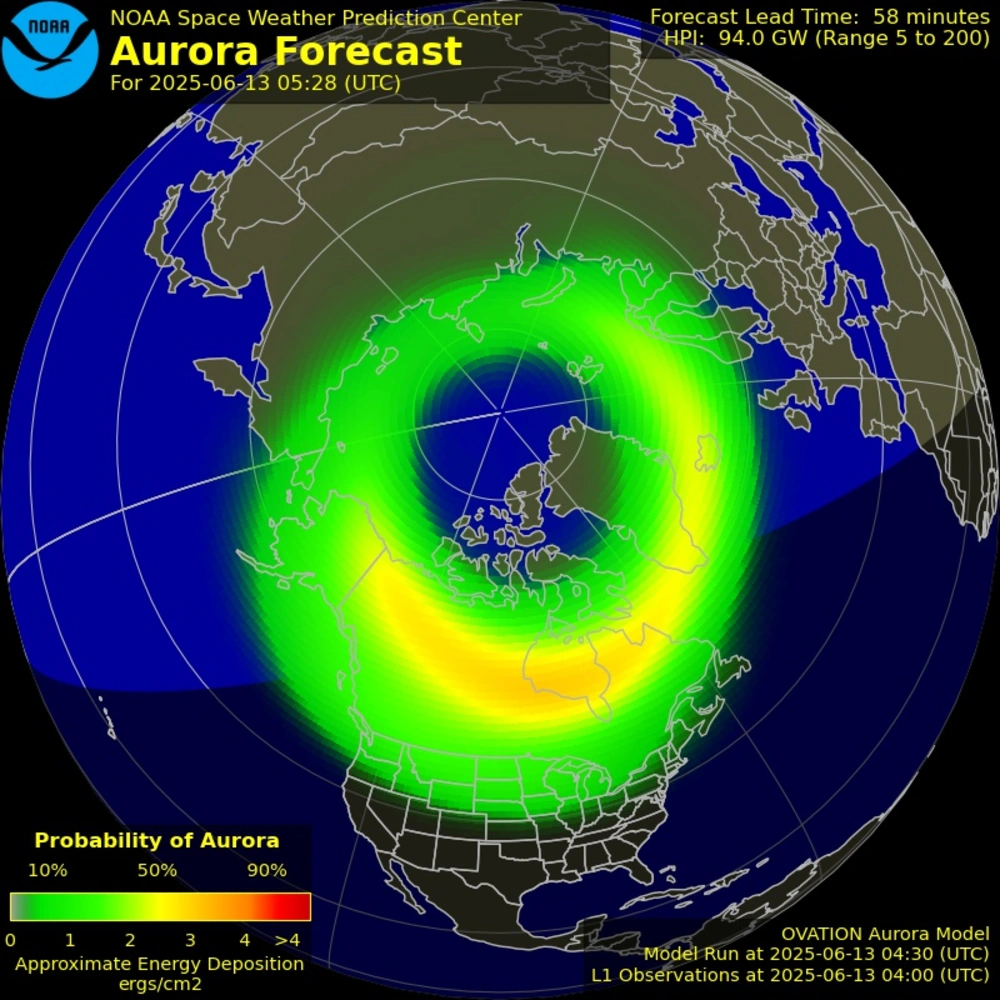 NOAA
NOAA Space Weather Prediction Center
Aurora Forecast
For 2025-06-13 05:28 (UTC)
Forecast Lead Time: 58 minutes
HPI: 94.0 GW (Range 5 to 200)
Probability of Aurora
10% 50% 90%
0 1 2 3 4 >4
Approximate Energy Deposition
ergs/cm2
OVATION Aurora Model
Model Run at 2025-06-13 04:30 (UTC)
L1 Observations at 2025-06-13 04:00 (UTC)